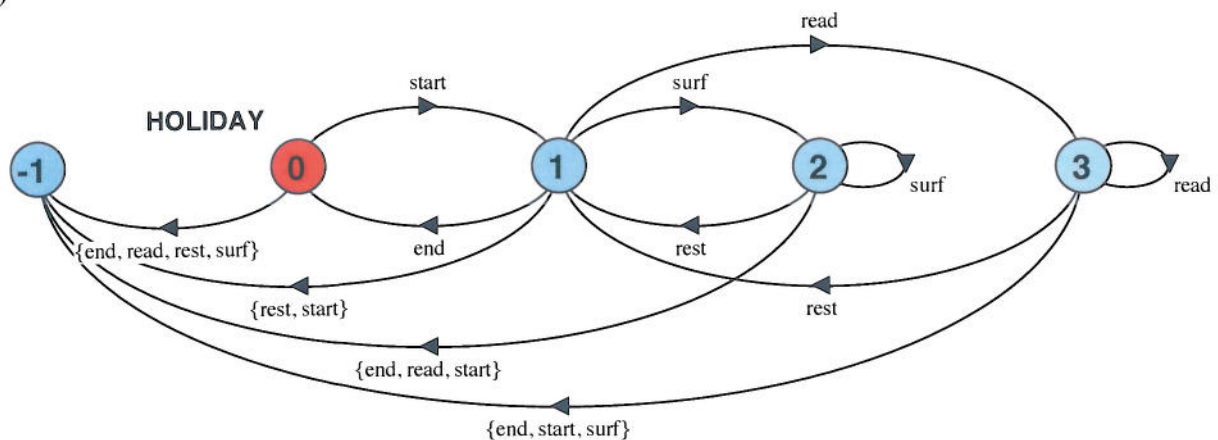 )
read
start
surf
HOLIDAY
-1
0
1
2
3
surf
read
{end, read, rest, surf}
end
rest
{rest, start}
rest
{end, read, start}
{end, start, surf}